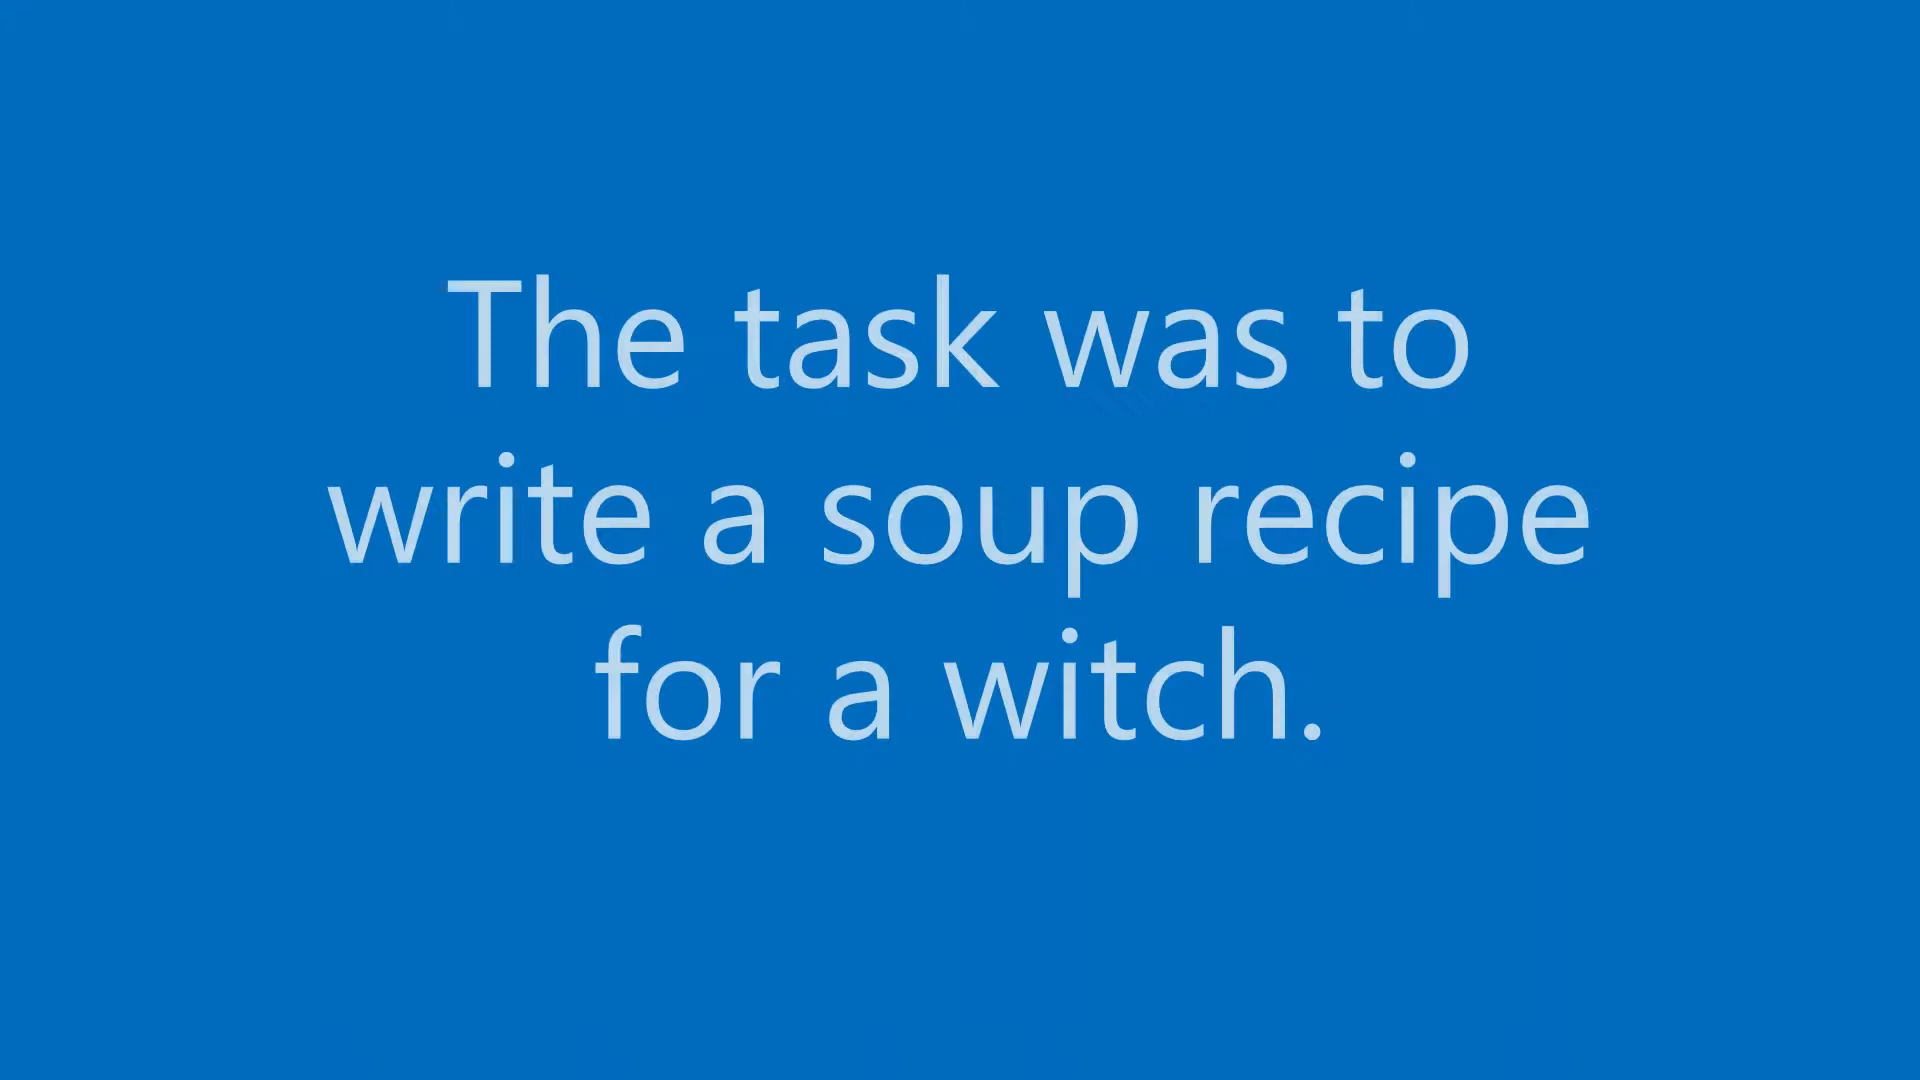 The task was to
write a soup recipe
for a witch.